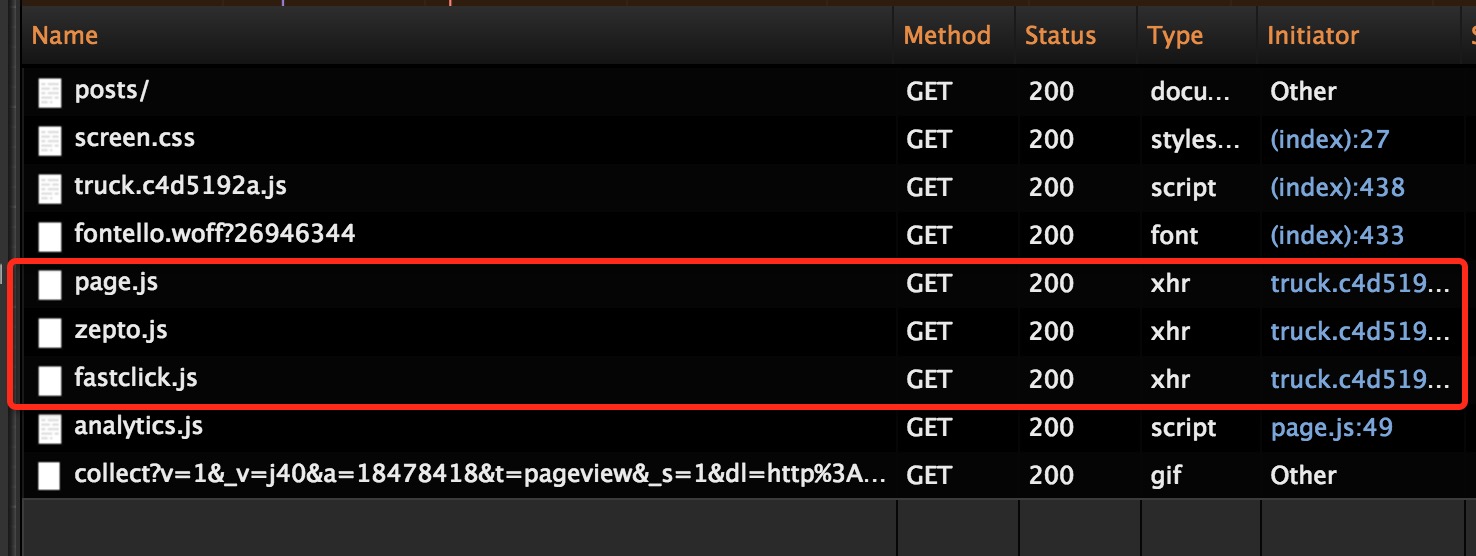 Name Method Status Type Initiator
posts/ GET 200 docu... Other
screen.css GET 200 styles... (index):27
truck.c4d5192a.js GET 200 script (index):438
fontello.woff?26946344 GET 200 font (index):433
page.js GET 200 xhr truck.c4d519...
zepto.js GET 200 xhr truck.c4d519...
fastclick.js GET 200 xhr truck.c4d519...
analytics.js GET 200 script page.js:49
collect?v=1&_v=j40&a=18478418&t=pageview&_s=1&dl=http%3A... GET 200 gif Other